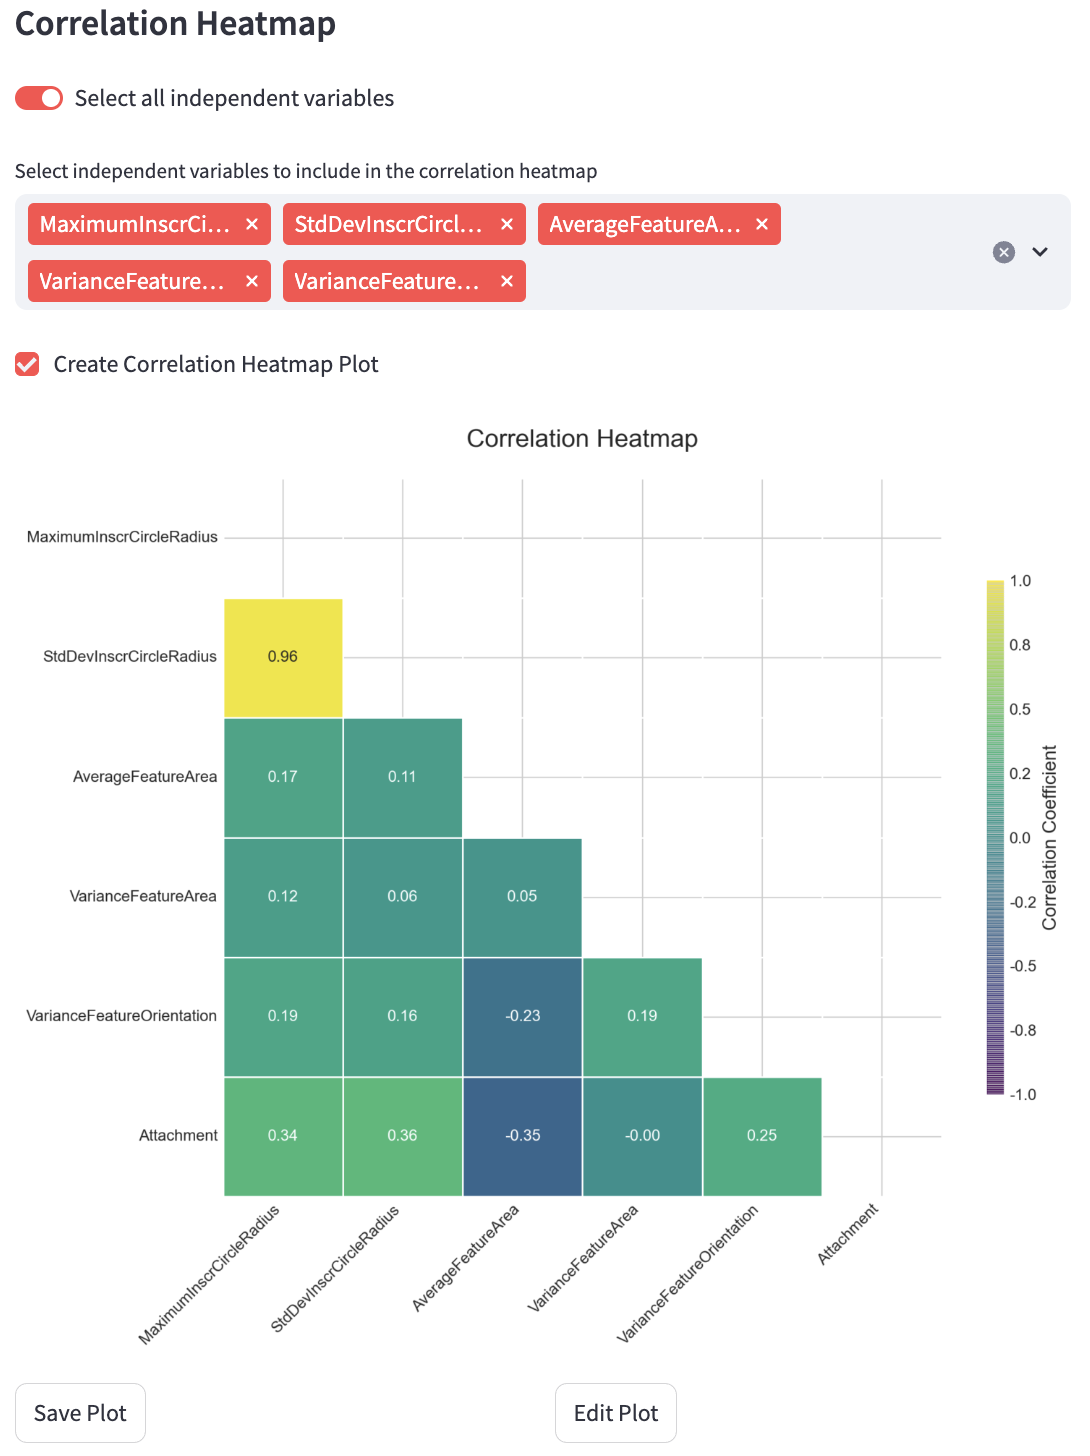 Correlation Heatmap
Select all independent variables
Select independent variables to include in the correlation heatmap
MaximumInscrCi... × StdDevInscrCircl... × AverageFeatureA... ×
VarianceFeature... × VarianceFeature... ×
Create Correlation Heatmap Plot
Correlation Heatmap
MaximumInscrCircleRadius
StdDevInscrCircleRadius 0.96
AverageFeatureArea 0.17 0.11
VarianceFeatureArea 0.12 0.06 0.05
VarianceFeatureOrientation 0.19 0.16 -0.23 0.19
Attachment 0.34 0.36 -0.35 -0.00 0.25
MaximumInscrCircleRadius
StdDevInscrCircleRadius
AverageFeatureArea
VarianceFeatureArea
VarianceFeatureOrientation
Attachment
1.0
0.8
0.5
0.2
0.0
-0.2
-0.5
-0.8
-1.0
Correlation Coefficient
Save Plot Edit Plot